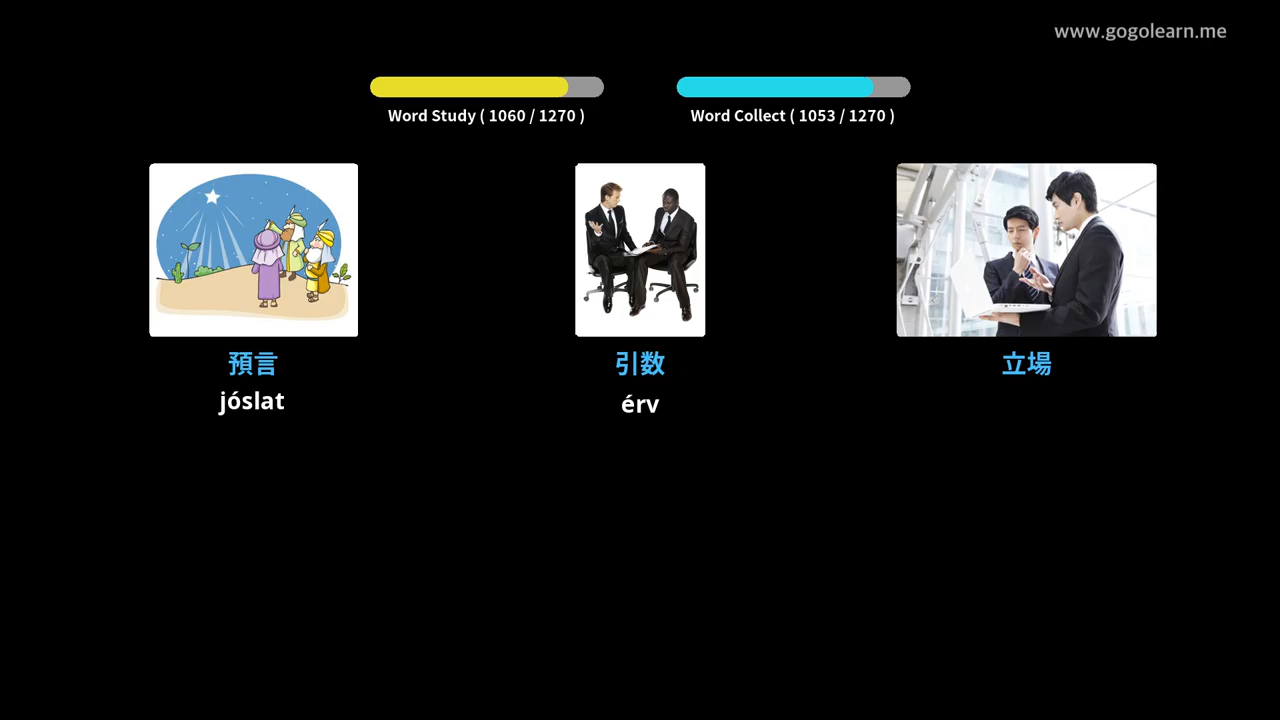 www.gogolearn.me
Word Study ( 1060 / 1270 )
Word Collect ( 1053 / 1270 )
預言
引数
立場
jóslat
érv